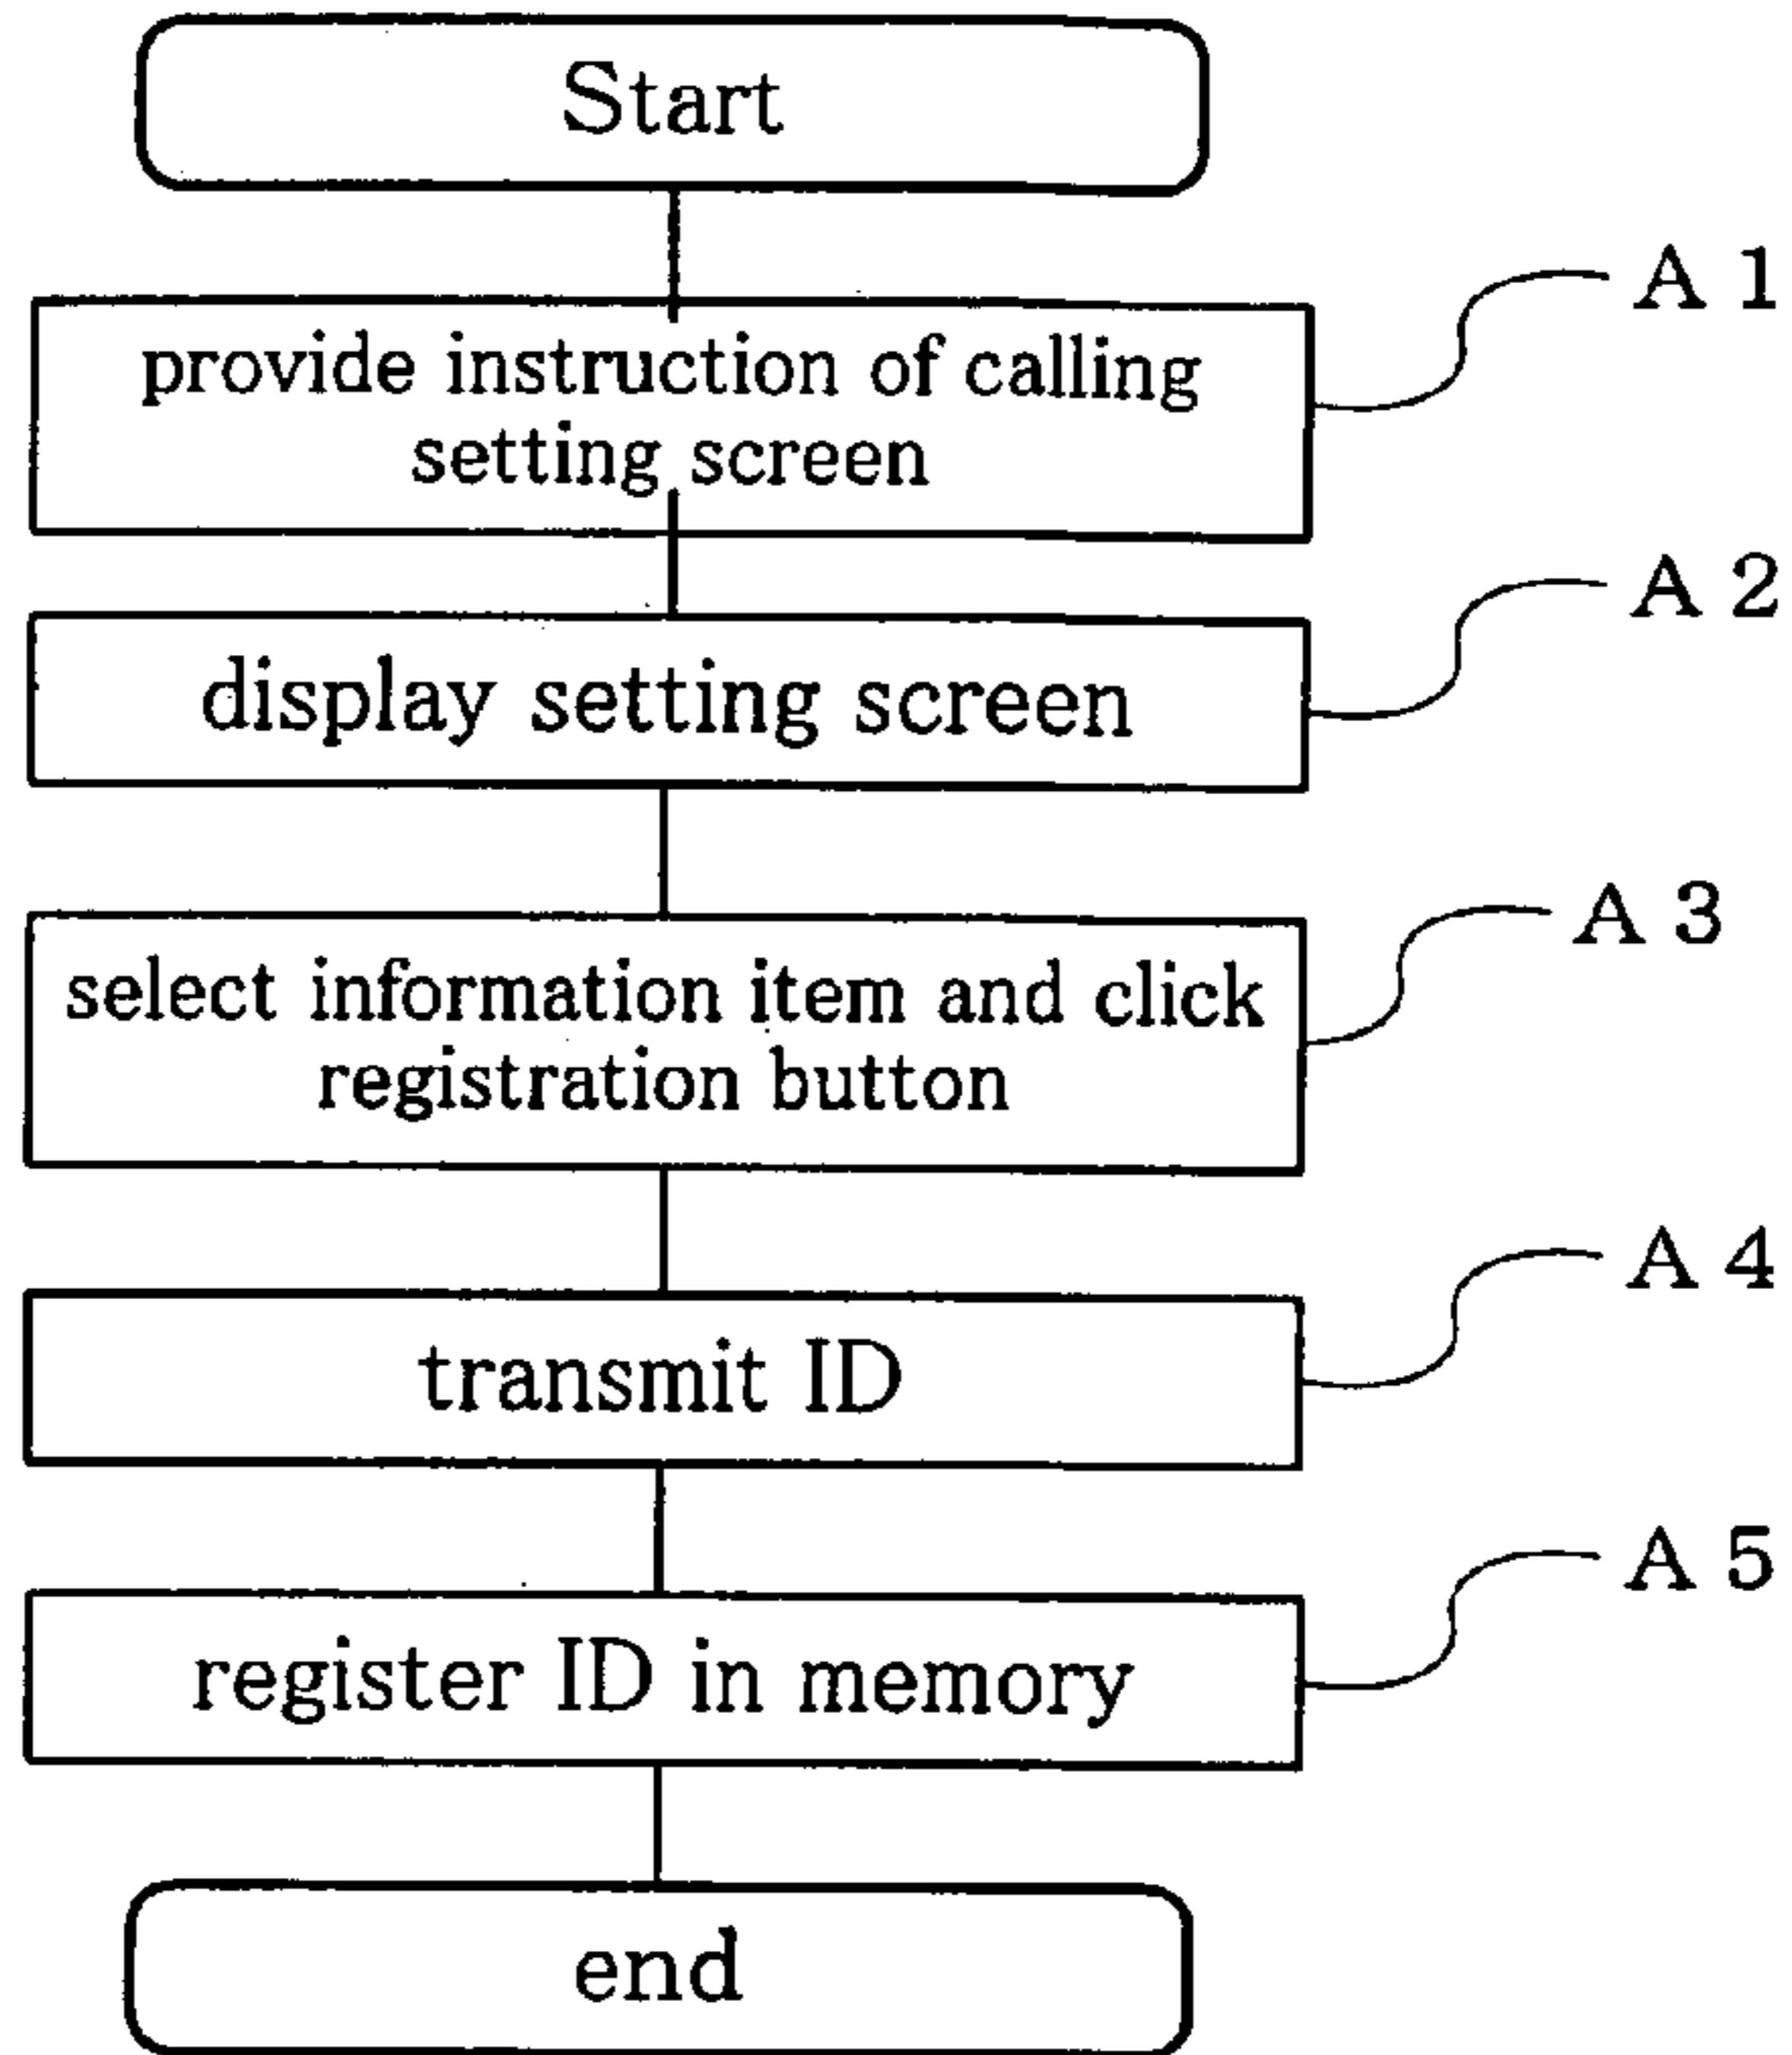 Start
A 1
provide instruction of calling
setting screen
A 2
display setting screen
A 3
select information item and click
registration button
A 4
transmit ID
A 5
register ID in memory
end